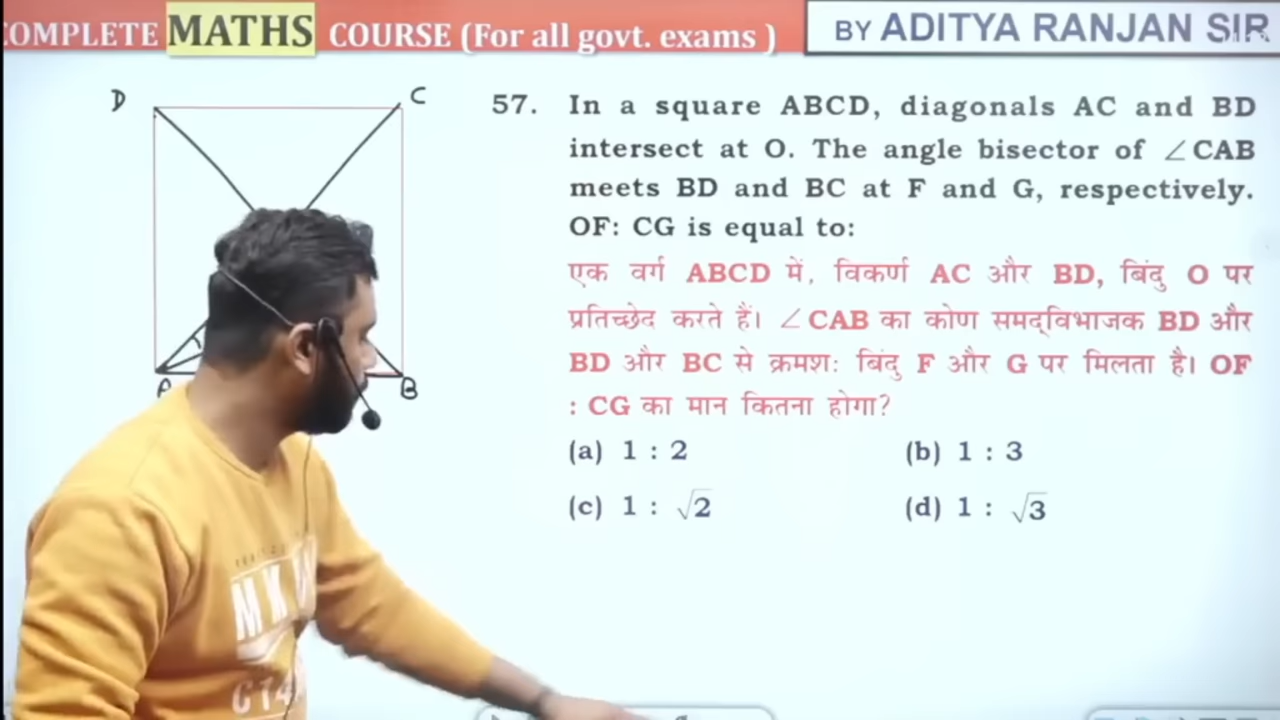 COMPLETE MATHS COURSE (For all govt. exams )
BY ADITYA RANJAN SIR
D
C
A
B
57. In a square ABCD, diagonals AC and BD
intersect at O. The angle bisector of ∠CAB
meets BD and BC at F and G, respectively.
OF: CG is equal to:
एक वर्ग ABCD में, विकर्ण AC और BD, बिंदु O पर
प्रतिच्छेद करते हैं। ∠CAB का कोण समद्विभाजक BD और
BD और BC से क्रमश: बिंदु F और G पर मिलता है। OF
: CG का मान कितना होगा?
(a) 1 : 2
(b) 1 : 3
(c) 1 : √2
(d) 1 : √3